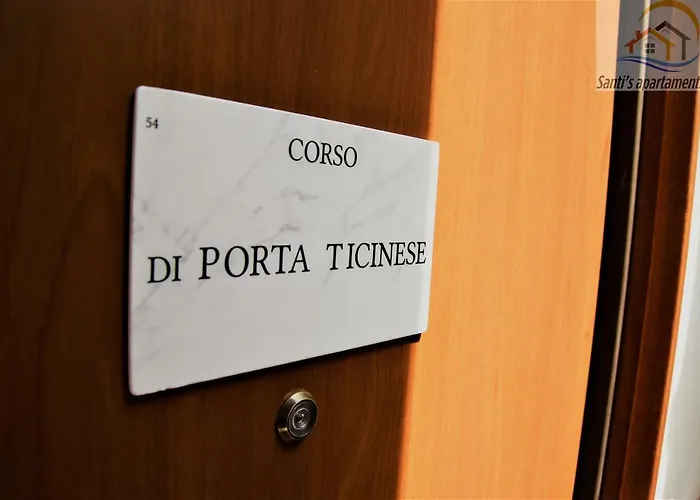 Santi's apartament
54
CORSO
DI PORTA TICINESE